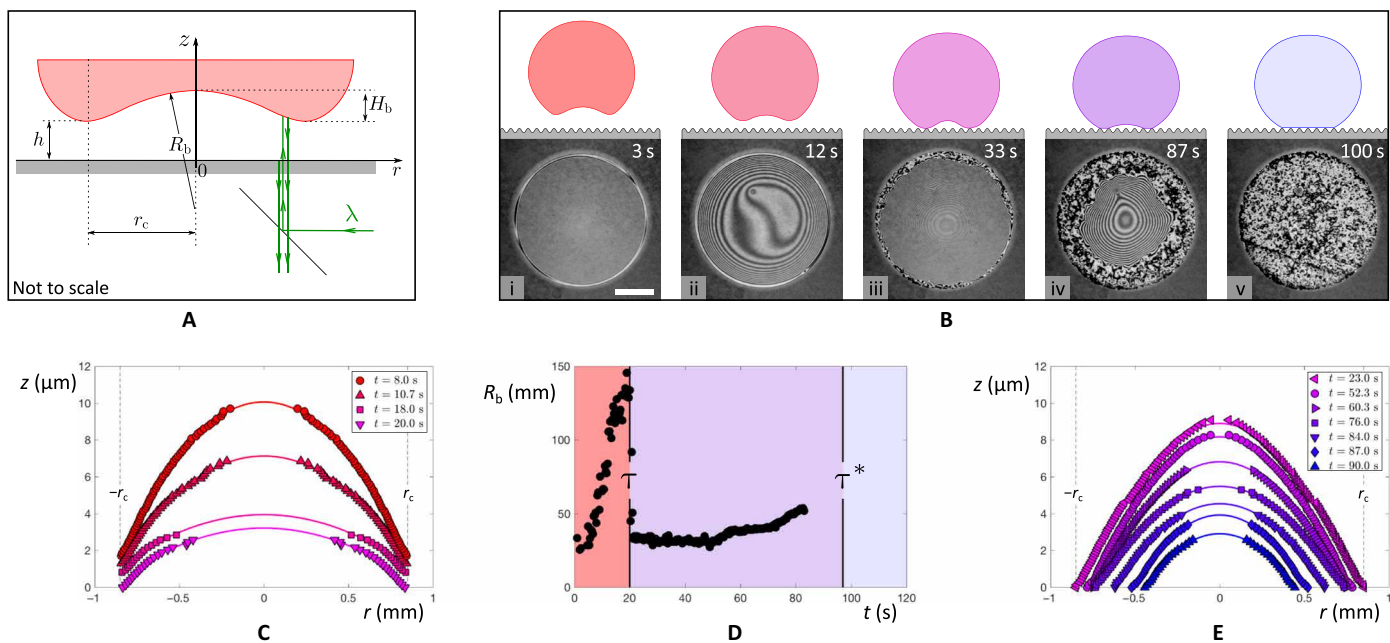 z
H_b
h
R_b
0
r
r_c
λ
Not to scale
A
3 s
12 s
33 s
87 s
100 s
i
ii
iii
iv
v
B
z (μm)
12
10
8
6
4
2
0
−r_c
r_c
t = 8.0 s
t = 10.7 s
t = 18.0 s
t = 20.0 s
-1
-0.5
0
0.5
1
r (mm)
C
R_b (mm)
150
100
50
0
τ
τ*
0
20
40
60
80
100
120
t (s)
D
z (μm)
12
10
8
6
4
2
0
−r_c
r_c
t = 23.0 s
t = 52.3 s
t = 60.3 s
t = 76.0 s
t = 84.0 s
t = 87.0 s
t = 90.0 s
−1
−0.5
0
0.5
1
r (mm)
E